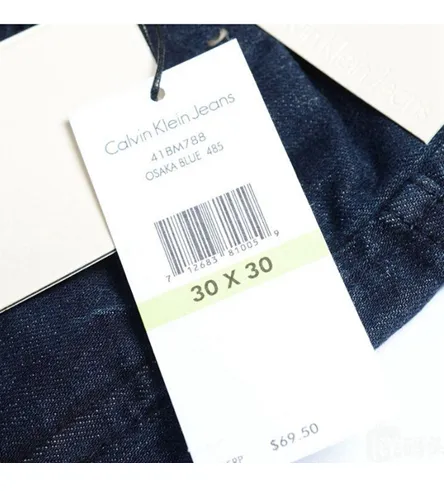 Calvin Klein Jeans
41BM788
OSAKA BLUE 485
7 12683 81005 9
30 X 30
$69.50